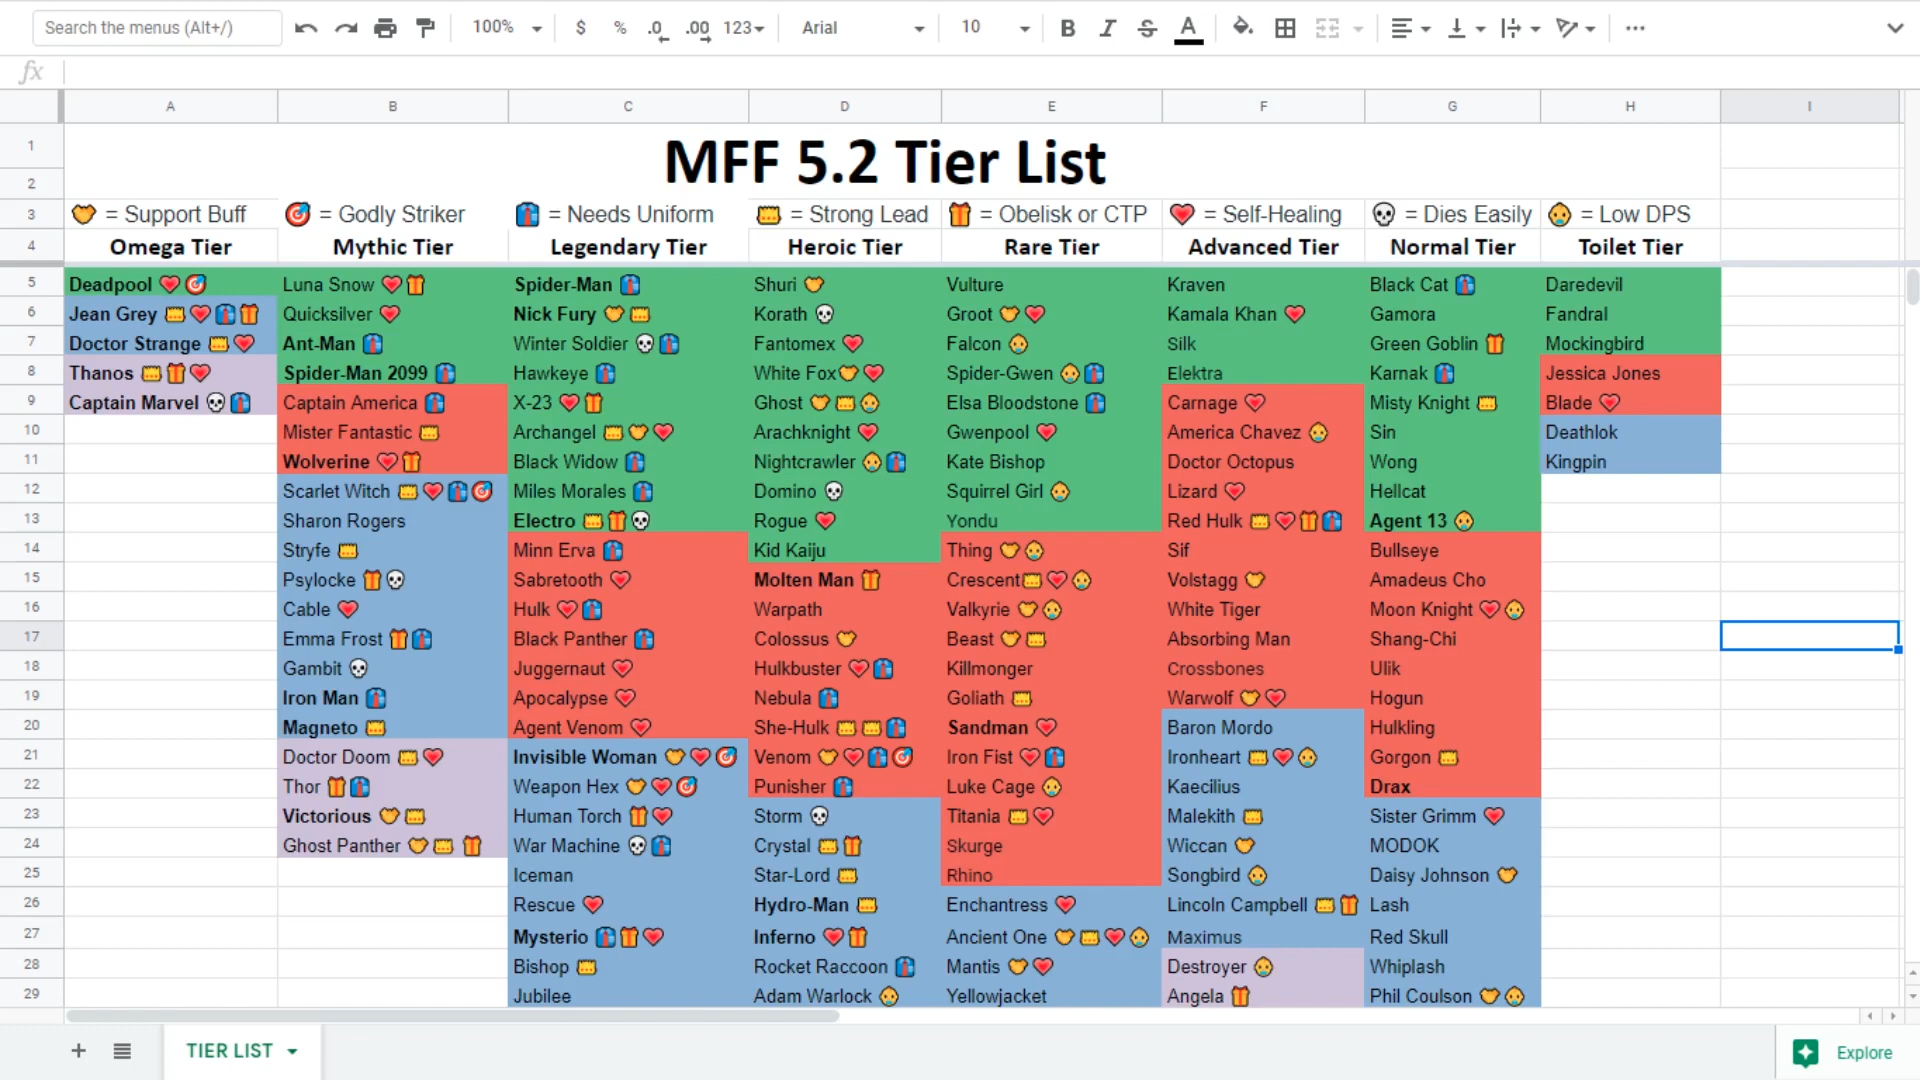 Search the menus (Alt+/) 100% $ % .0 .00 123 Arial 10 B I S A
fx
A B C D E F G H I
1 MFF 5.2 Tier List
2
3 = Support Buff = Godly Striker = Needs Uniform = Strong Lead = Obelisk or CTP = Self-Healing = Dies Easily = Low DPS
4 Omega Tier Mythic Tier Legendary Tier Heroic Tier Rare Tier Advanced Tier Normal Tier Toilet Tier
5 Deadpool Luna Snow Spider-Man Shuri Vulture Kraven Black Cat Daredevil
6 Jean Grey Quicksilver Nick Fury Korath Groot Kamala Khan Gamora Fandral
7 Doctor Strange Ant-Man Winter Soldier Fantomex Falcon Silk Green Goblin Mockingbird
8 Thanos Spider-Man 2099 Hawkeye White Fox Spider-Gwen Elektra Karnak Jessica Jones
9 Captain Marvel Captain America X-23 Ghost Elsa Bloodstone Carnage Misty Knight Blade
10 Mister Fantastic Archangel Arachknight Gwenpool America Chavez Sin Deathlok
11 Wolverine Black Widow Nightcrawler Kate Bishop Doctor Octopus Wong Kingpin
12 Scarlet Witch Miles Morales Domino Squirrel Girl Lizard Hellcat
13 Sharon Rogers Electro Rogue Yondu Red Hulk Agent 13
14 Stryfe Minn Erva Kid Kaiju Thing Sif Bullseye
15 Psylocke Sabretooth Molten Man Crescent Volstagg Amadeus Cho
16 Cable Hulk Warpath Valkyrie White Tiger Moon Knight
17 Emma Frost Black Panther Colossus Beast Absorbing Man Shang-Chi
18 Gambit Juggernaut Hulkbuster Killmonger Crossbones Ulik
19 Iron Man Apocalypse Nebula Goliath Warwolf Hogun
20 Magneto Agent Venom She-Hulk Sandman Baron Mordo Hulkling
21 Doctor Doom Invisible Woman Venom Iron Fist Ironheart Gorgon
22 Thor Weapon Hex Punisher Luke Cage Kaecilius Drax
23 Victorious Human Torch Storm Titania Malekith Sister Grimm
24 Ghost Panther War Machine Crystal Skurge Wiccan MODOK
25 Iceman Star-Lord Rhino Songbird Daisy Johnson
26 Rescue Hydro-Man Enchantress Lincoln Campbell Lash
27 Mysterio Inferno Ancient One Maximus Red Skull
28 Bishop Rocket Raccoon Mantis Destroyer Whiplash
29 Jubilee Adam Warlock Yellowjacket Angela Phil Coulson
TIER LIST Explore